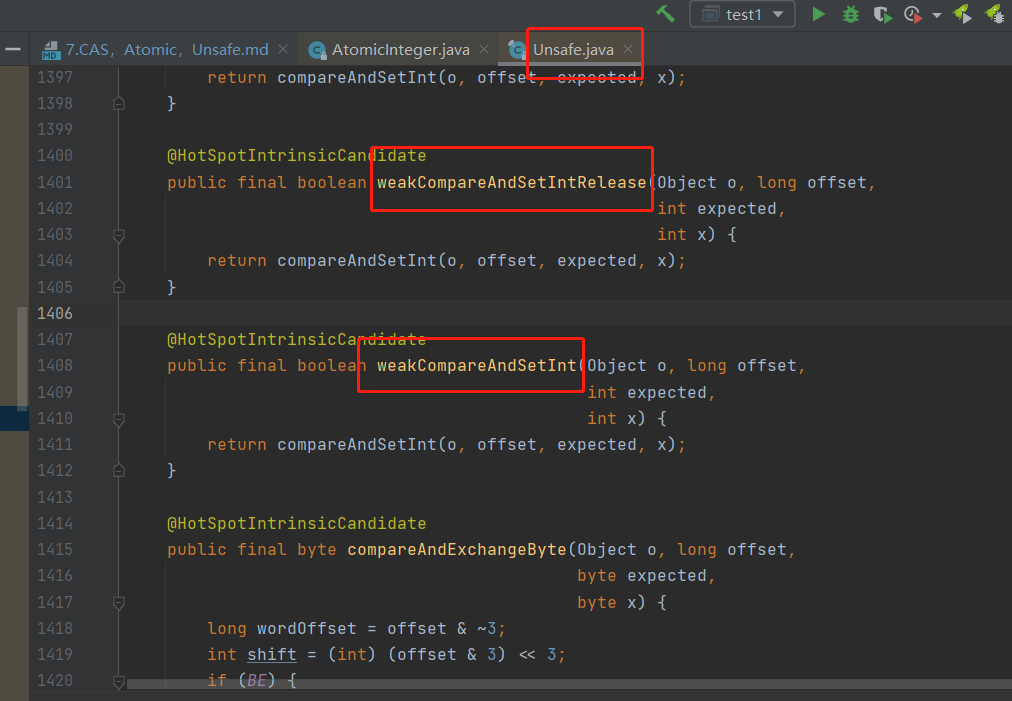 test1
MD 7.CAS, Atomic, Unsafe.md × C AtomicInteger.java × C Unsafe.java ×
1397 return compareAndSetInt(o, offset, expected, x);
1398 }
1399
1400 @HotSpotIntrinsicCandidate
1401 public final boolean weakCompareAndSetIntRelease(Object o, long offset,
1402 int expected,
1403 int x) {
1404 return compareAndSetInt(o, offset, expected, x);
1405 }
1406
1407 @HotSpotIntrinsicCandidate
1408 public final boolean weakCompareAndSetInt(Object o, long offset,
1409 int expected,
1410 int x) {
1411 return compareAndSetInt(o, offset, expected, x);
1412 }
1413
1414 @HotSpotIntrinsicCandidate
1415 public final byte compareAndExchangeByte(Object o, long offset,
1416 byte expected,
1417 byte x) {
1418 long wordOffset = offset & ~3;
1419 int shift = (int) (offset & 3) << 3;
1420 if (BE) {